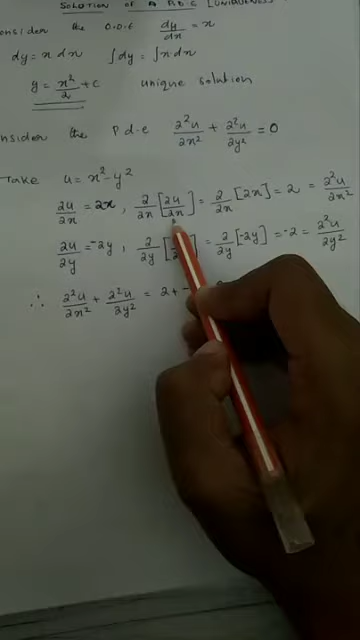 SOLUTION OF A P.D.E [UNIQUENESS]
onsider the O.D.E dy/dx = x
dy = x dx ∫dy = ∫x dx
y = x²/2 + c unique solution
onsider the P.d.e ∂²u/∂x² + ∂²u/∂y² = 0
Take u = x² - y²
∂u/∂x = 2x, ∂/∂x [∂u/∂x] = ∂/∂x [2x] = 2 = ∂²u/∂x²
∂u/∂y = -2y, ∂/∂y [ ] = ∂/∂y [-2y] = -2 = ∂²u/∂y²
∴ ∂²u/∂x² + ∂²u/∂y² = 2 + -